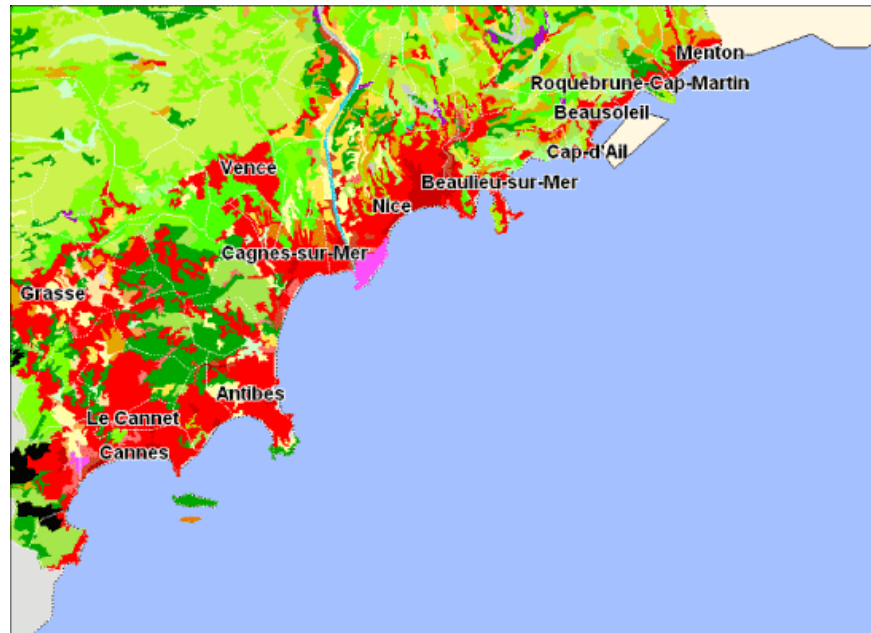 Menton
Roquebrune-Cap-Martin
Beausoleil
Cap-d'Ail
Vence
Beaulieu-sur-Mer
Nice
Cagnes-sur-Mer
Grasse
Antibes
Le Cannet
Cannes